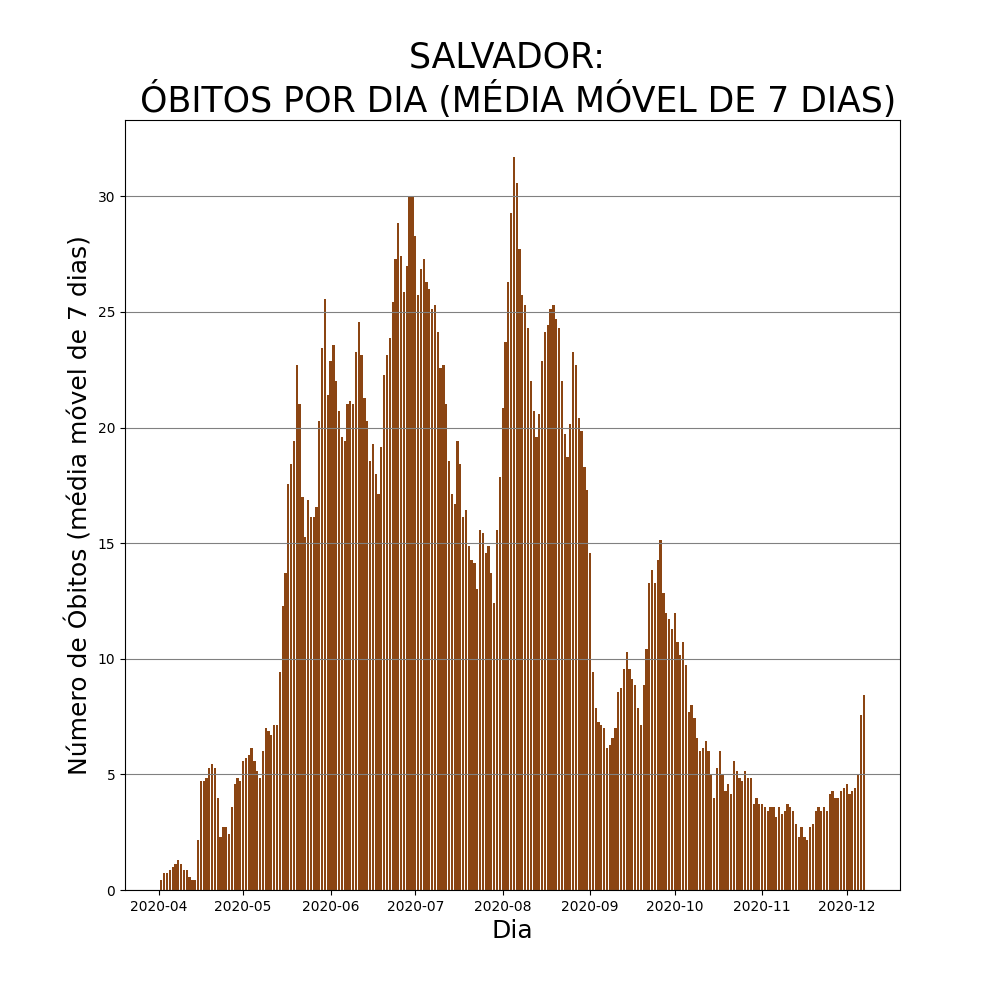 SALVADOR:
ÓBITOS POR DIA (MÉDIA MÓVEL DE 7 DIAS)
Número de Óbitos (média móvel de 7 dias)
30
25
20
15
10
5
0
2020-04 2020-05 2020-06 2020-07 2020-08 2020-09 2020-10 2020-11 2020-12
Dia